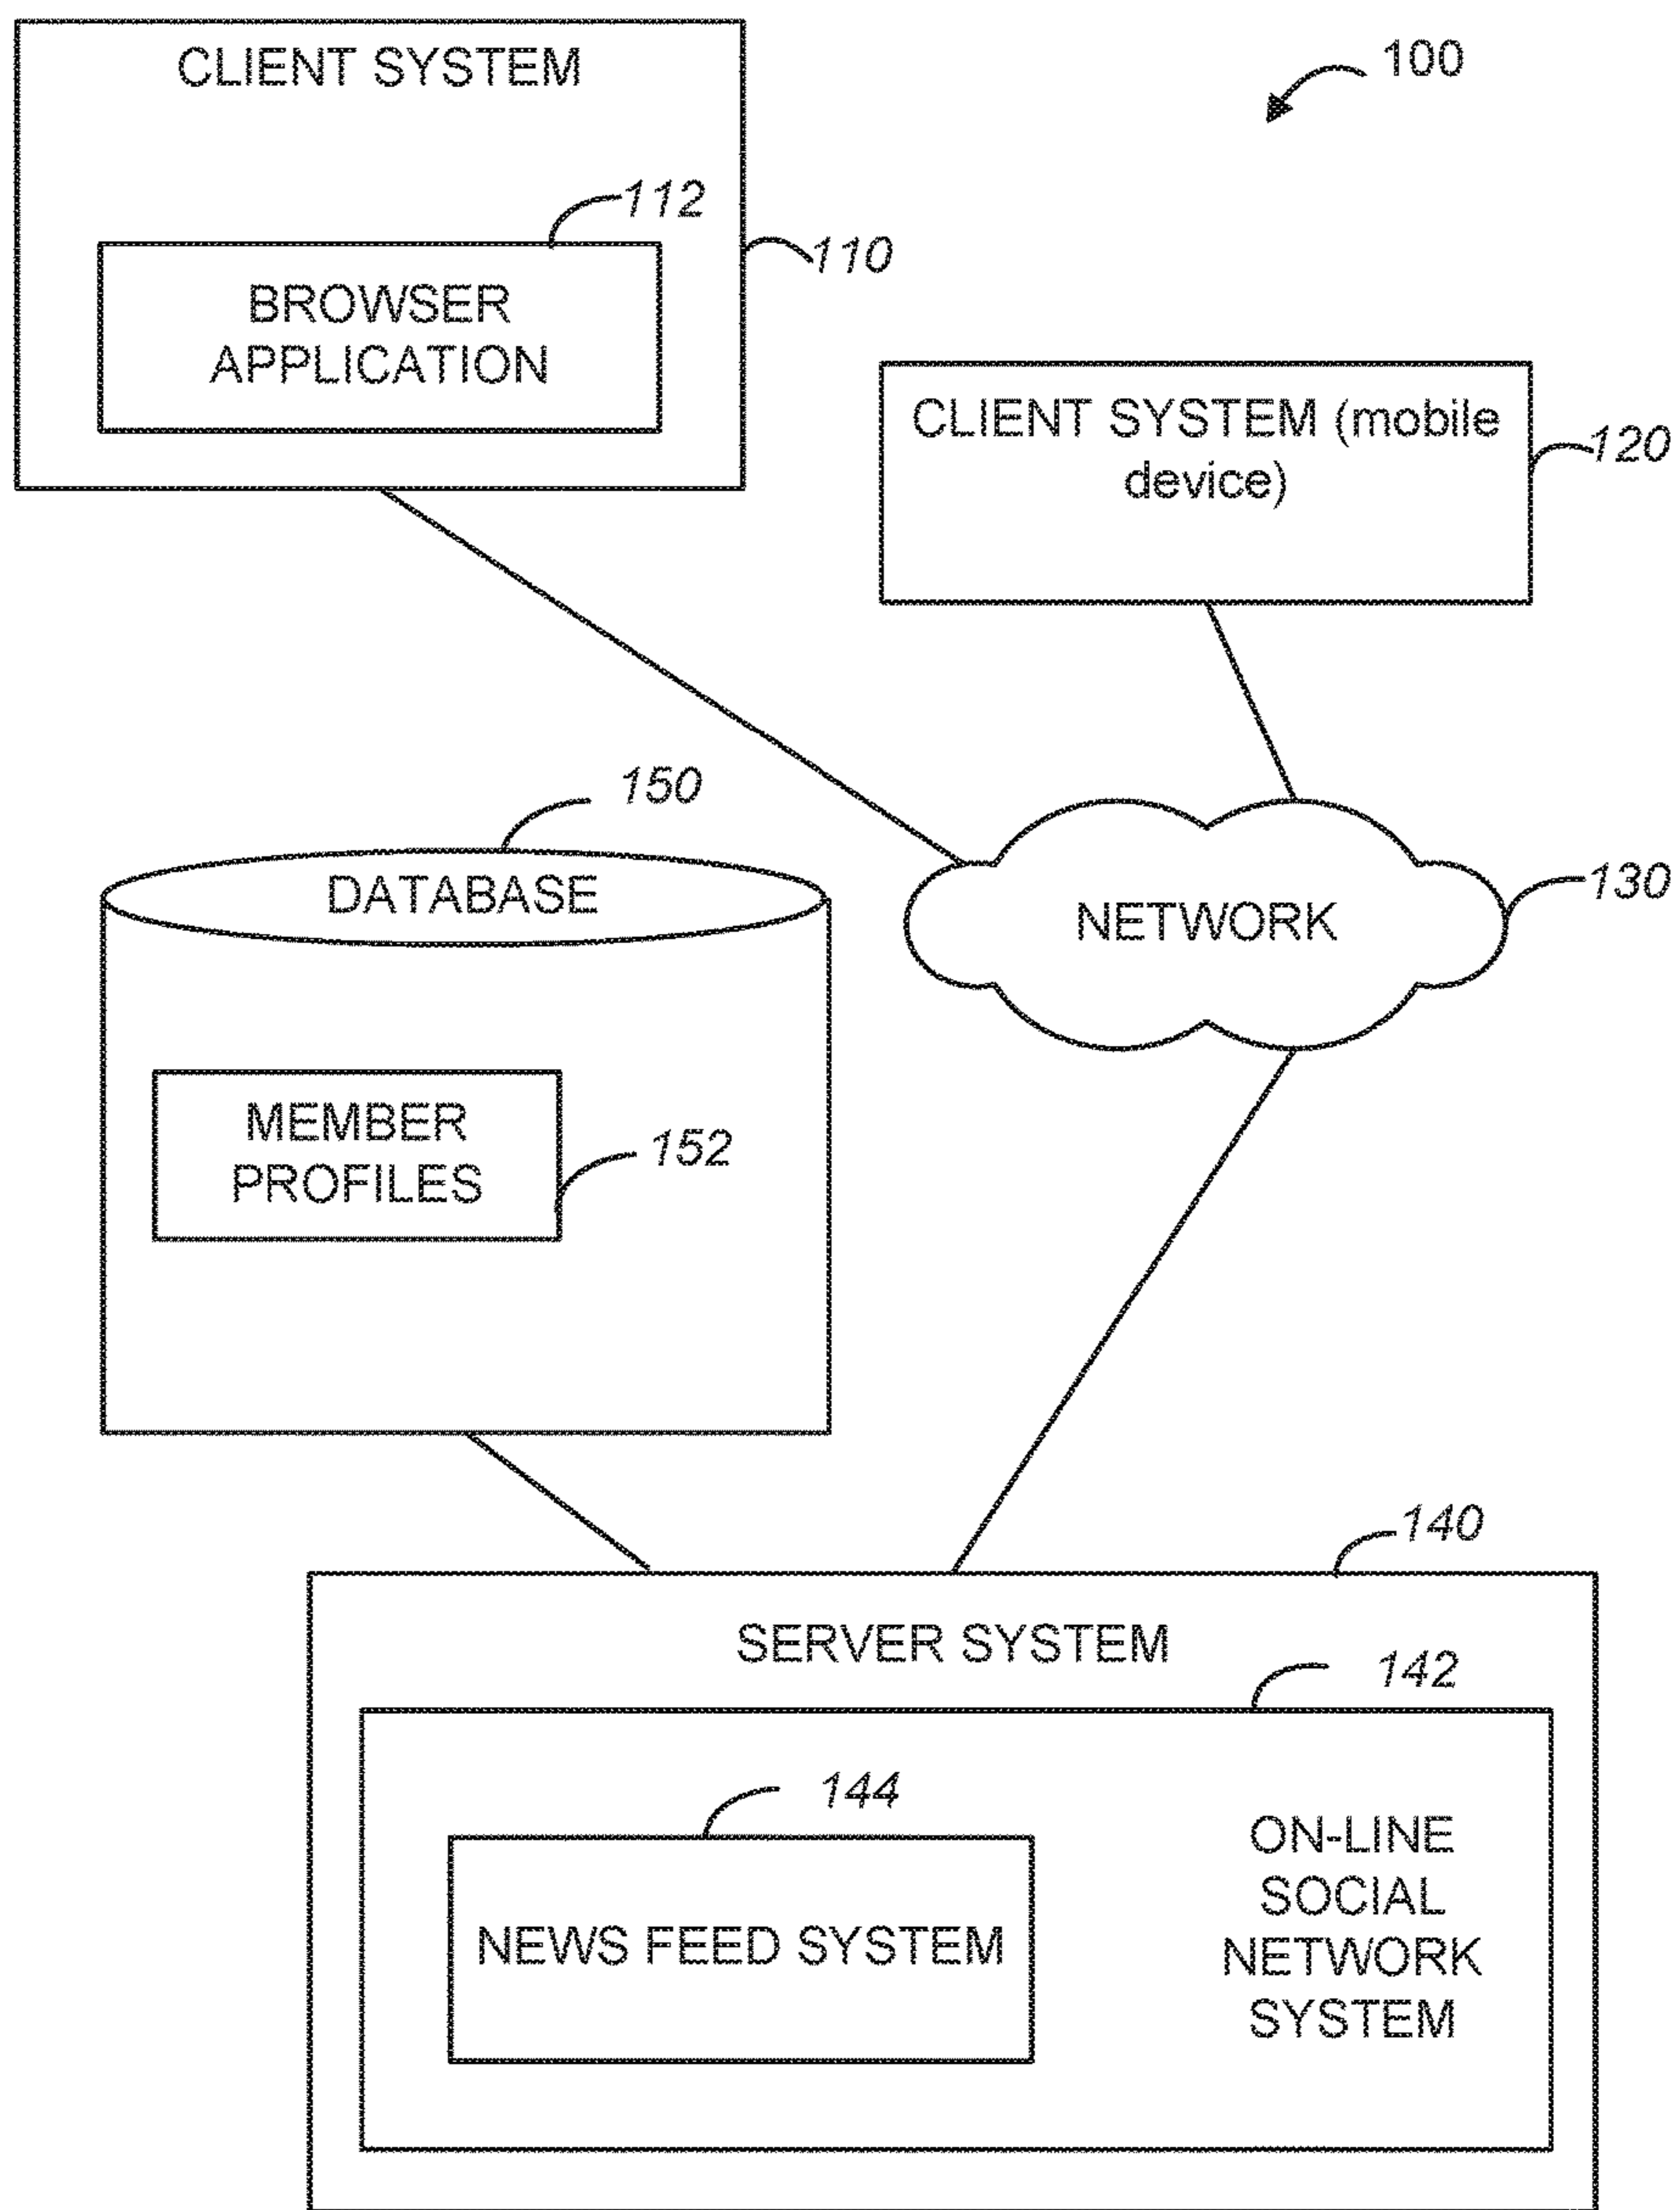 CLIENT SYSTEM
100
112
110
BROWSER
APPLICATION
CLIENT SYSTEM (mobile
device)
120
150
DATABASE
NETWORK
130
MEMBER
PROFILES
152
140
SERVER SYSTEM
142
144
NEWS FEED SYSTEM
ON-LINE
SOCIAL
NETWORK
SYSTEM